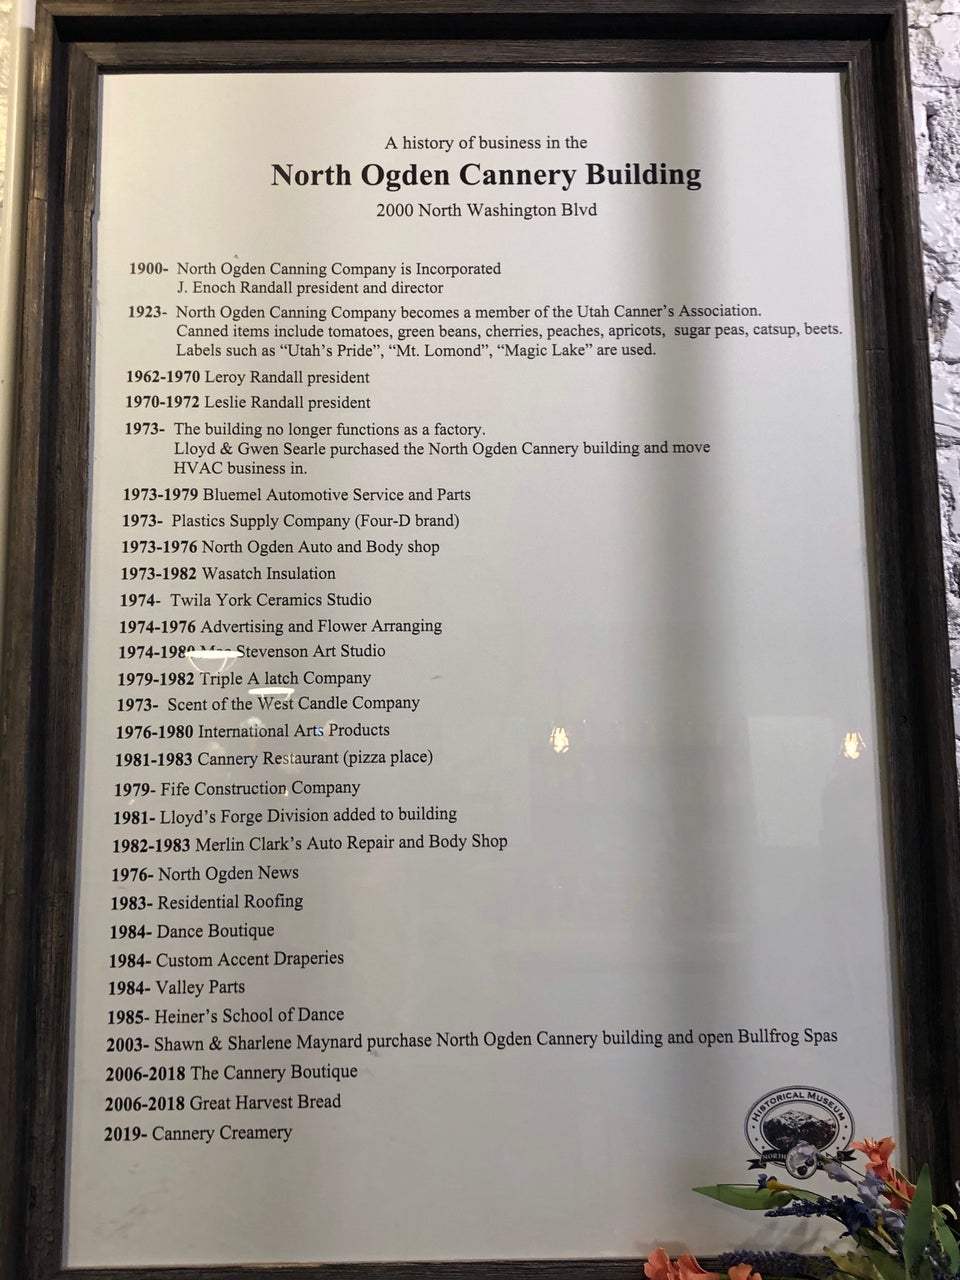 A history of business in the
North Ogden Cannery Building
2000 North Washington Blvd
1900- North Ogden Canning Company is Incorporated
J. Enoch Randall president and director
1923- North Ogden Canning Company becomes a member of the Utah Canner's Association.
Canned items include tomatoes, green beans, cherries, peaches, apricots, sugar peas, catsup, beets.
Labels such as “Utah's Pride”, “Mt. Lomond”, “Magic Lake” are used.
1962-1970 Leroy Randall president
1970-1972 Leslie Randall president
1973- The building no longer functions as a factory.
Lloyd & Gwen Searle purchased the North Ogden Cannery building and move
HVAC business in.
1973-1979 Bluemel Automotive Service and Parts
1973- Plastics Supply Company (Four-D brand)
1973-1976 North Ogden Auto and Body shop
1973-1982 Wasatch Insulation
1974- Twila York Ceramics Studio
1974-1976 Advertising and Flower Arranging
Stevenson Art Studio
1979-1982 Triple A latch Company
1973- Scent of the West Candle Company
1976-1980 International Arts Products
1981-1983 Cannery Restaurant (pizza place)
1979- Fife Construction Company
1981- Lloyd's Forge Division added to building
1982-1983 Merlin Clark's Auto Repair and Body Shop
1976- North Ogden News
1983- Residential Roofing
1984- Dance Boutique
1984- Custom Accent Draperies
1984- Valley Parts
1985- Heiner's School of Dance
2003- Shawn & Sharlene Maynard purchase North Ogden Cannery building and open Bullfrog Spas
2006-2018 The Cannery Boutique
2006-2018 Great Harvest Bread
2019- Cannery Creamery
HISTORICAL MUSEUM
NORTH